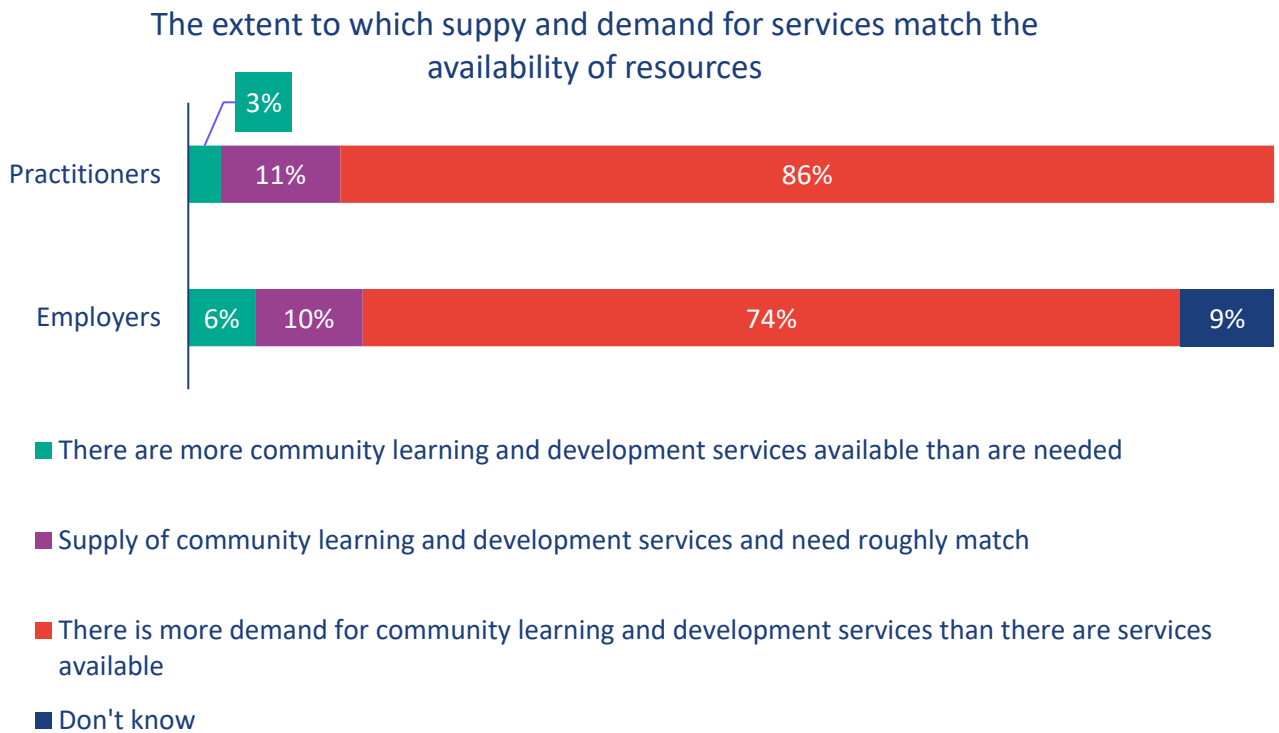 The extent to which suppy and demand for services match the
availability of resources
3%
Practitioners 11% 86%
Employers 6% 10% 74% 9%
There are more community learning and development services available than are needed
Supply of community learning and development services and need roughly match
There is more demand for community learning and development services than there are services
available
Don't know